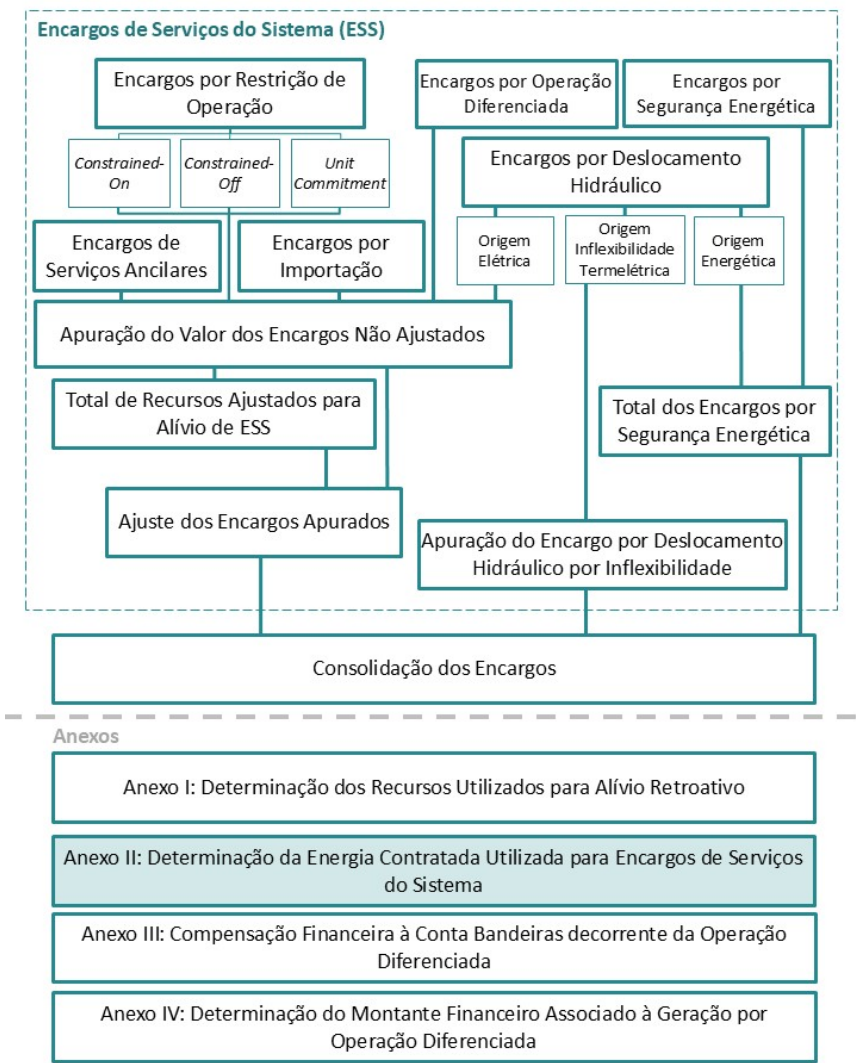 Encargos de Serviços do Sistema (ESS)
Encargos por Restrição de
Operação
Encargos por Operação
Diferenciada
Encargos por
Segurança Energética
Constrained-
On
Constrained-
Off
Unit
Commitment
Encargos por Deslocamento
Hidráulico
Encargos de
Serviços Ancilares
Encargos por
Importação
Origem
Elétrica
Origem
Inflexibilidade
Termelétrica
Origem
Energética
Apuração do Valor dos Encargos Não Ajustados
Total de Recursos Ajustados para
Alívio de ESS
Total dos Encargos por
Segurança Energética
Ajuste dos Encargos Apurados
Apuração do Encargo por Deslocamento
Hidráulico por Inflexibilidade
Consolidação dos Encargos
Anexos
Anexo I: Determinação dos Recursos Utilizados para Alívio Retroativo
Anexo II: Determinação da Energia Contratada Utilizada para Encargos de Serviços
do Sistema
Anexo III: Compensação Financeira à Conta Bandeiras decorrente da Operação
Diferenciada
Anexo IV: Determinação do Montante Financeiro Associado à Geração por
Operação Diferenciada